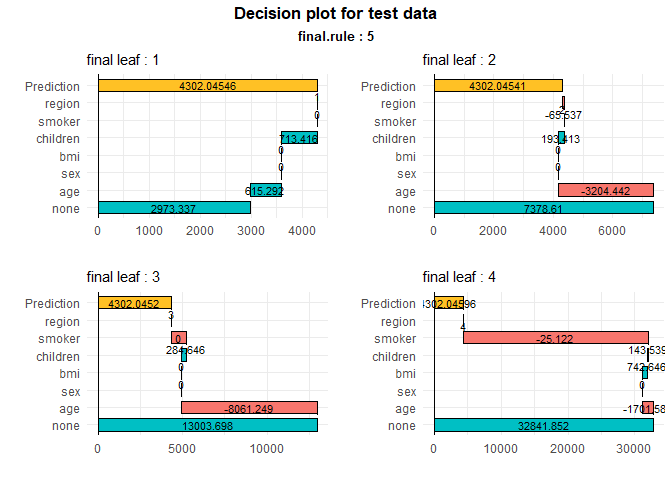 Decision plot for test data
final.rule : 5
final leaf : 1
Prediction
4302.04546
region
1
smoker
0
children
713.416
bmi
0
sex
0
age
615.292
none
2973.337
0 1000 2000 3000 4000
final leaf : 2
Prediction
4302.04541
region
2
smoker
-65.537
children
193.413
bmi
0
sex
0
age
-3204.442
none
7378.61
0 2000 4000 6000
final leaf : 3
Prediction
4302.0452
region
3
smoker
0
children
284.646
bmi
0
sex
0
age
-8061.249
none
13003.698
0 5000 10000
final leaf : 4
Prediction
4302.04596
region
4
smoker
-25.122
children
143.539
bmi
742.646
sex
0
age
-1701.58
none
32841.852
0 10000 20000 30000